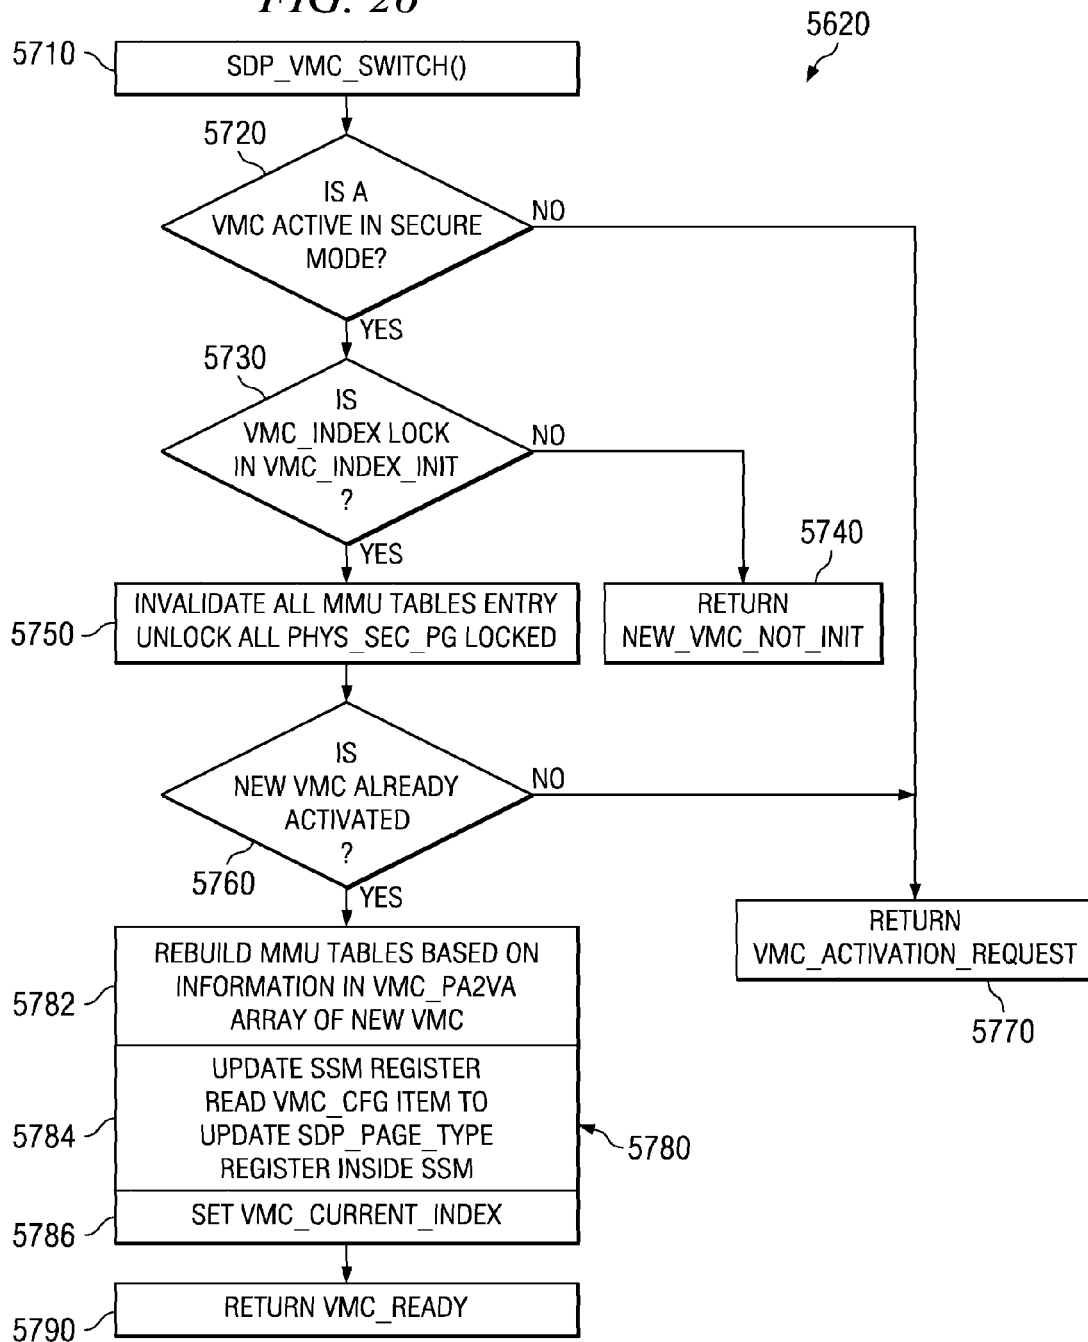 FIG. 28
5620
5710
SDP_VMC_SWITCH()
5720
IS A
VMC ACTIVE IN SECURE
MODE?
NO
YES
5730
IS
VMC_INDEX LOCK
IN VMC_INDEX_INIT
?
NO
YES
5740
RETURN
NEW_VMC_NOT_INIT
5750
INVALIDATE ALL MMU TABLES ENTRY
UNLOCK ALL PHYS_SEC_PG LOCKED
IS
NEW VMC ALREADY
ACTIVATED
?
NO
5760
YES
RETURN
VMC_ACTIVATION_REQUEST
5770
5782
REBUILD MMU TABLES BASED ON
INFORMATION IN VMC_PA2VA
ARRAY OF NEW VMC
5784
UPDATE SSM REGISTER
READ VMC_CFG ITEM TO
UPDATE SDP_PAGE_TYPE
REGISTER INSIDE SSM
5780
5786
SET VMC_CURRENT_INDEX
5790
RETURN VMC_READY